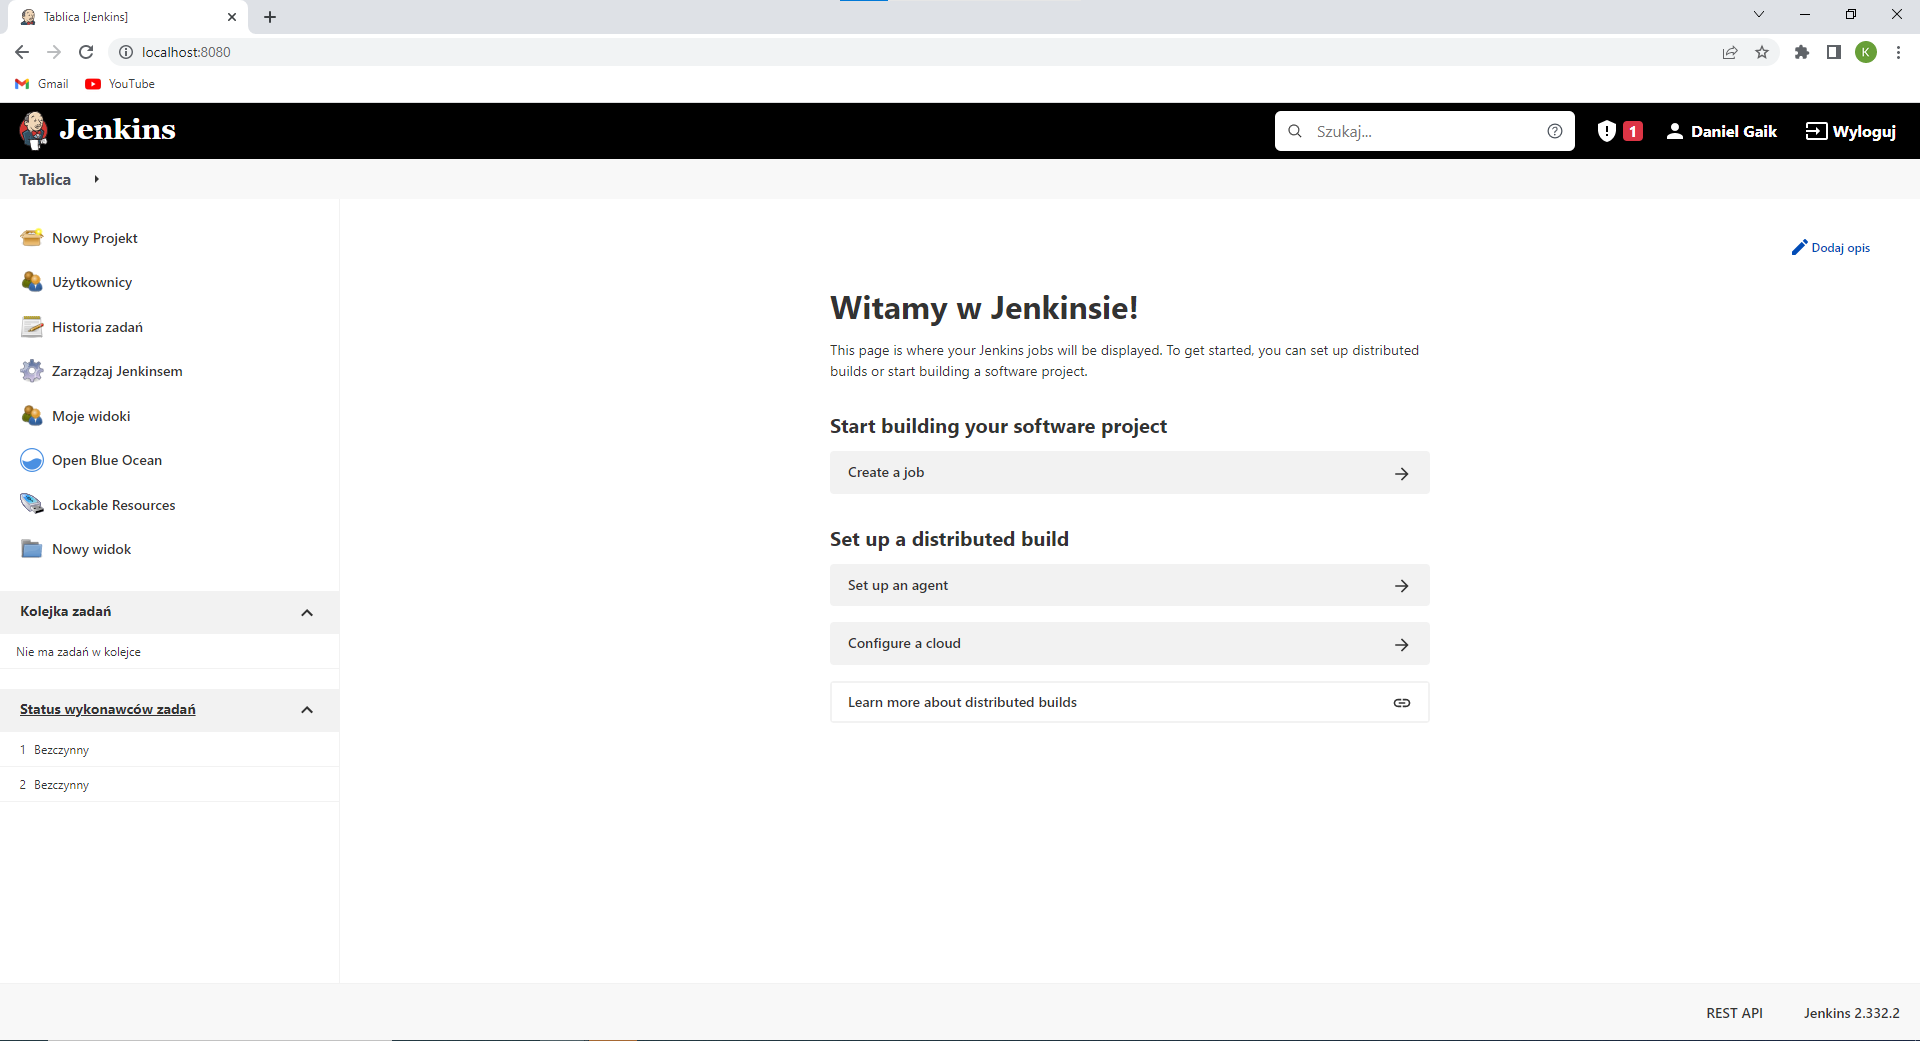 Tablica [Jenkins]
localhost:8080
K
Gmail
YouTube
Jenkins
Szukaj...
1
Daniel Gaik
Wyloguj
Tablica
Nowy Projekt
Użytkownicy
Historia zadań
Zarządzaj Jenkinsem
Moje widoki
Open Blue Ocean
Lockable Resources
Nowy widok
Kolejka zadań
Nie ma zadań w kolejce
Status wykonawców zadań
1 Bezczynny
2 Bezczynny
Dodaj opis
Witamy w Jenkinsie!
This page is where your Jenkins jobs will be displayed. To get started, you can set up distributed
builds or start building a software project.
Start building your software project
Create a job
Set up a distributed build
Set up an agent
Configure a cloud
Learn more about distributed builds
REST API
Jenkins 2.332.2